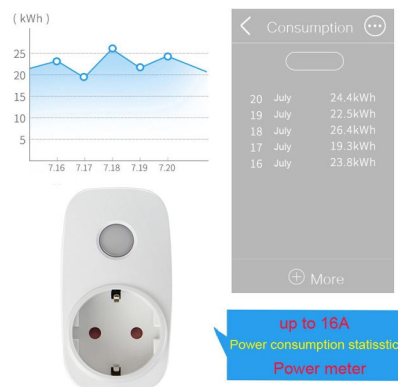 ( kWh )
25
20
15
10
5
7.16 7.17 7.18 7.19 7.20
Consumption
20 July 24.4kWh
19 July 22.5kWh
18 July 26.4kWh
17 July 19.3kWh
16 July 23.8kWh
More
up to 16A
Power consumption statisstic
Power meter